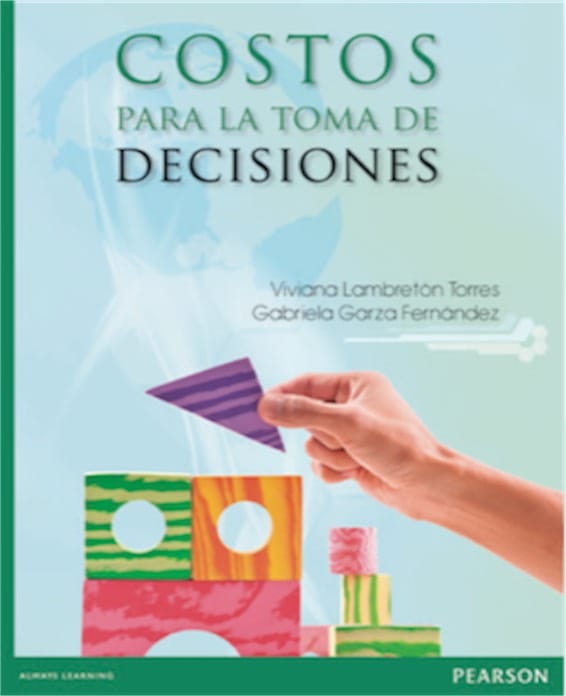 COSTOS
PARA LA TOMA DE
DECISIONES
Viviana Lambretón Torres
Gabriela Garza Fernández
ALWAYS LEARNING
PEARSON